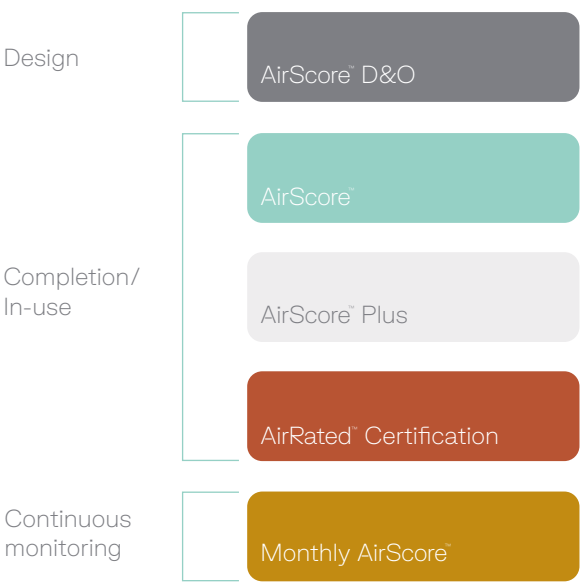 Design
AirScore™ D&O
AirScore™
Completion/
In-use
AirScore™ Plus
AirRated™ Certification
Continuous
monitoring
Monthly AirScore™